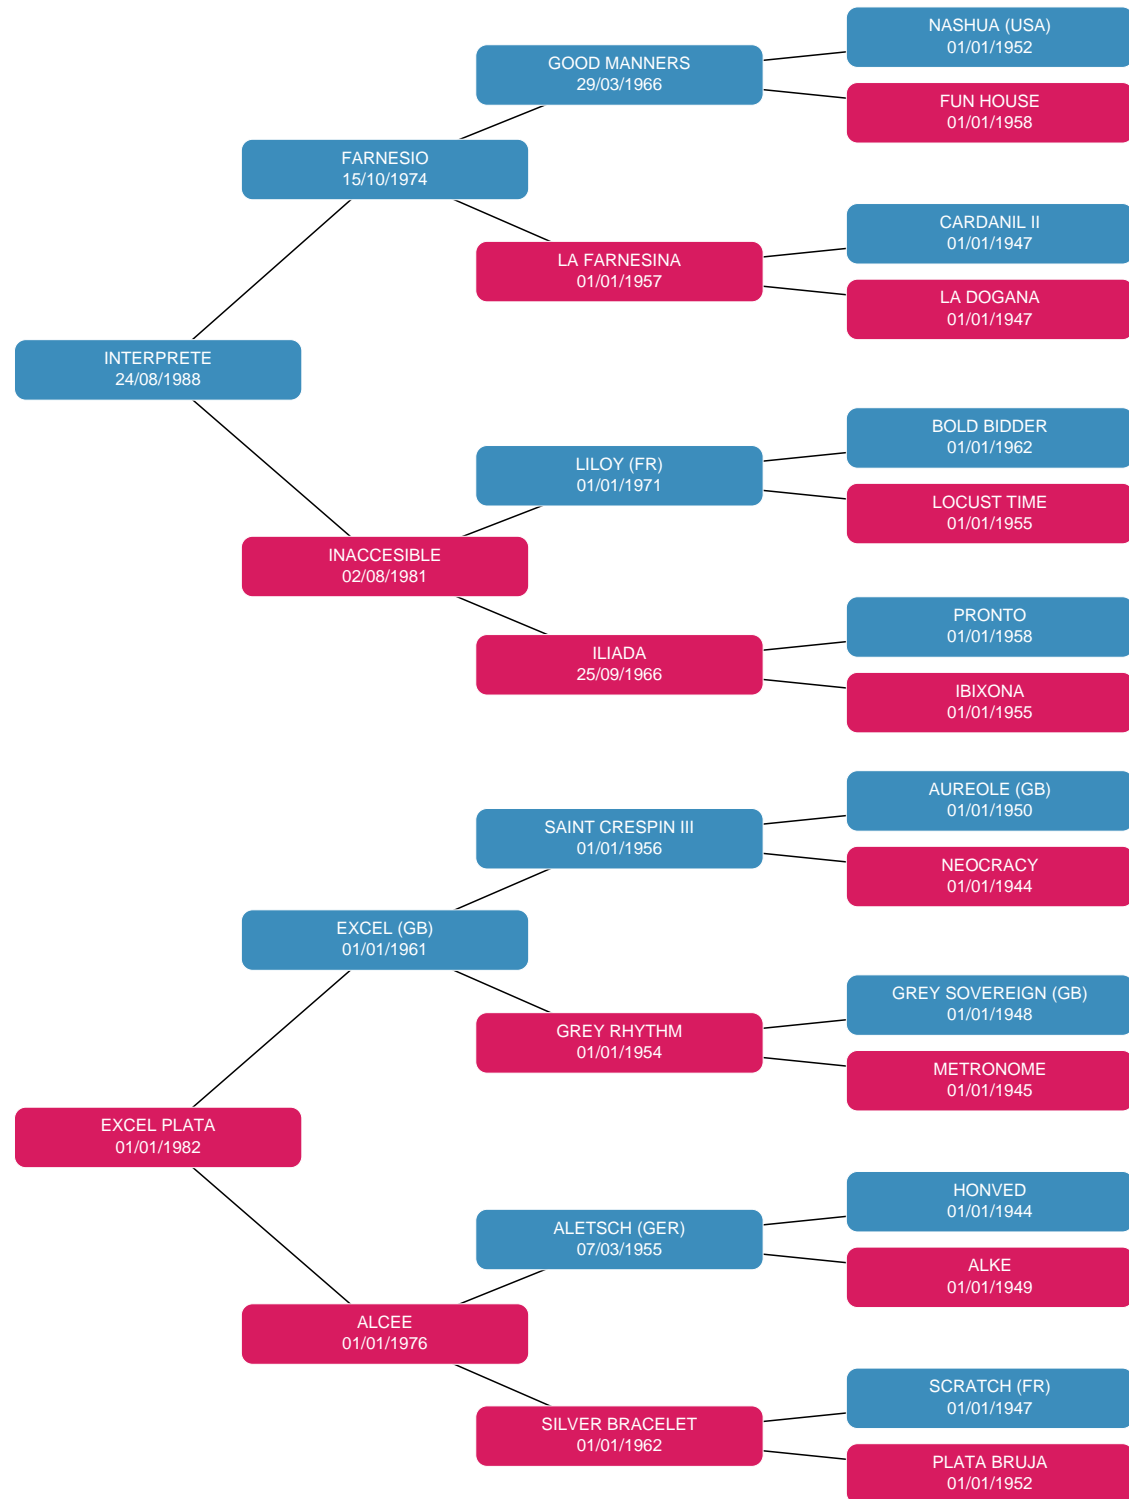 NASHUA (USA)
01/01/1952
GOOD MANNERS
29/03/1966
FUN HOUSE
01/01/1958
FARNESIO
15/10/1974
CARDANIL II
01/01/1947
LA FARNESINA
01/01/1957
LA DOGANA
01/01/1947
INTERPRETE
24/08/1988
BOLD BIDDER
01/01/1962
LILOY (FR)
01/01/1971
LOCUST TIME
01/01/1955
INACCESIBLE
02/08/1981
PRONTO
01/01/1958
ILIADA
25/09/1966
IBIXONA
01/01/1955
AUREOLE (GB)
01/01/1950
SAINT CRESPIN III
01/01/1956
NEOCRACY
01/01/1944
EXCEL (GB)
01/01/1961
GREY SOVEREIGN (GB)
01/01/1948
GREY RHYTHM
01/01/1954
METRONOME
01/01/1945
EXCEL PLATA
01/01/1982
HONVED
01/01/1944
ALETSCH (GER)
07/03/1955
ALKE
01/01/1949
ALCEE
01/01/1976
SCRATCH (FR)
01/01/1947
SILVER BRACELET
01/01/1962
PLATA BRUJA
01/01/1952